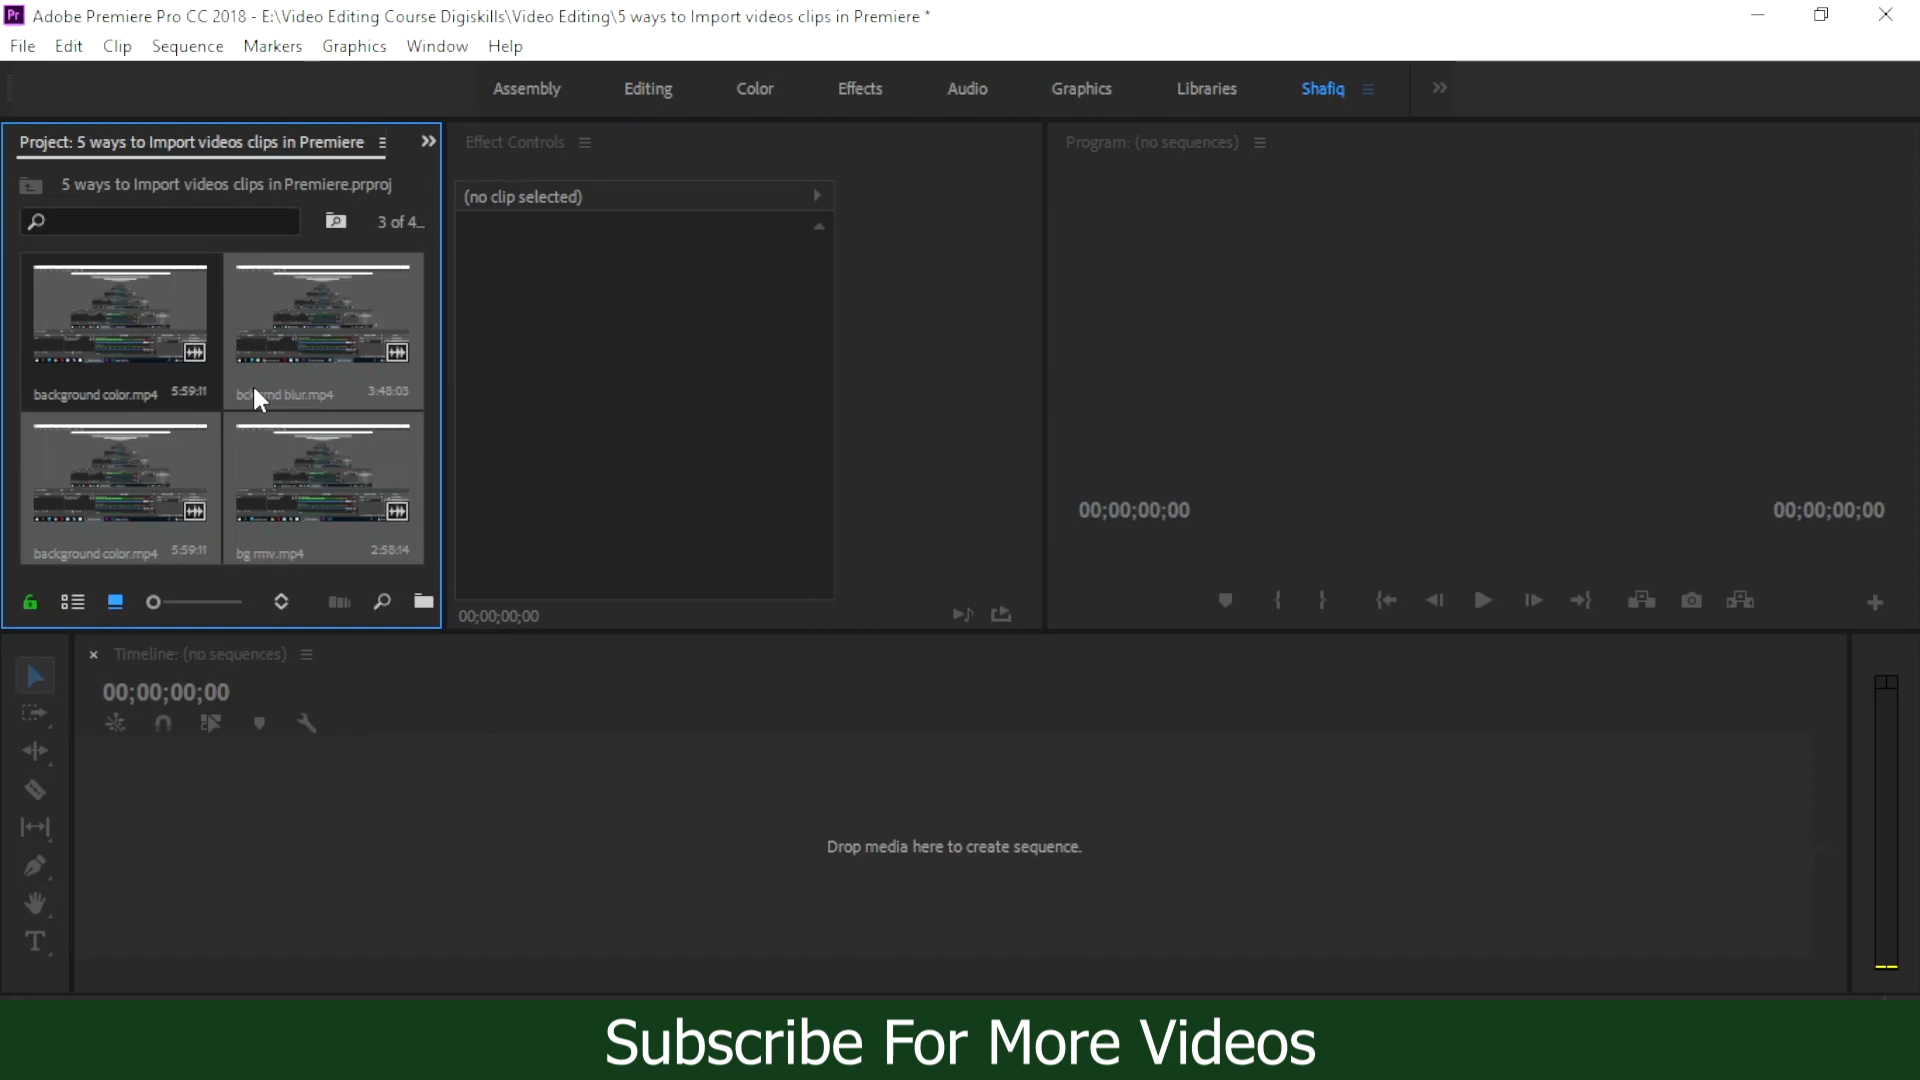 Adobe Premiere Pro CC 2018 - E:\Video Editing Course Digiskills\Video Editing\5 ways to Import videos clips in Premiere *
File Edit Clip Sequence Markers Graphics Window Help
Assembly Editing Color Effects Audio Graphics Libraries Shafiq
Project: 5 ways to Import videos clips in Premiere
Effect Controls
Program: (no sequences)
5 ways to Import videos clips in Premiere.prproj
(no clip selected)
3 of 4...
background color.mp4 5:59:11
blur.mp4 3:48:03
background color.mp4 5:59:11
bg rmv.mp4 2:58:14
00;00;00;00
00;00;00;00
00;00;00;00
Timeline: (no sequences)
00;00;00;00
Drop media here to create sequence.
Subscribe For More Videos